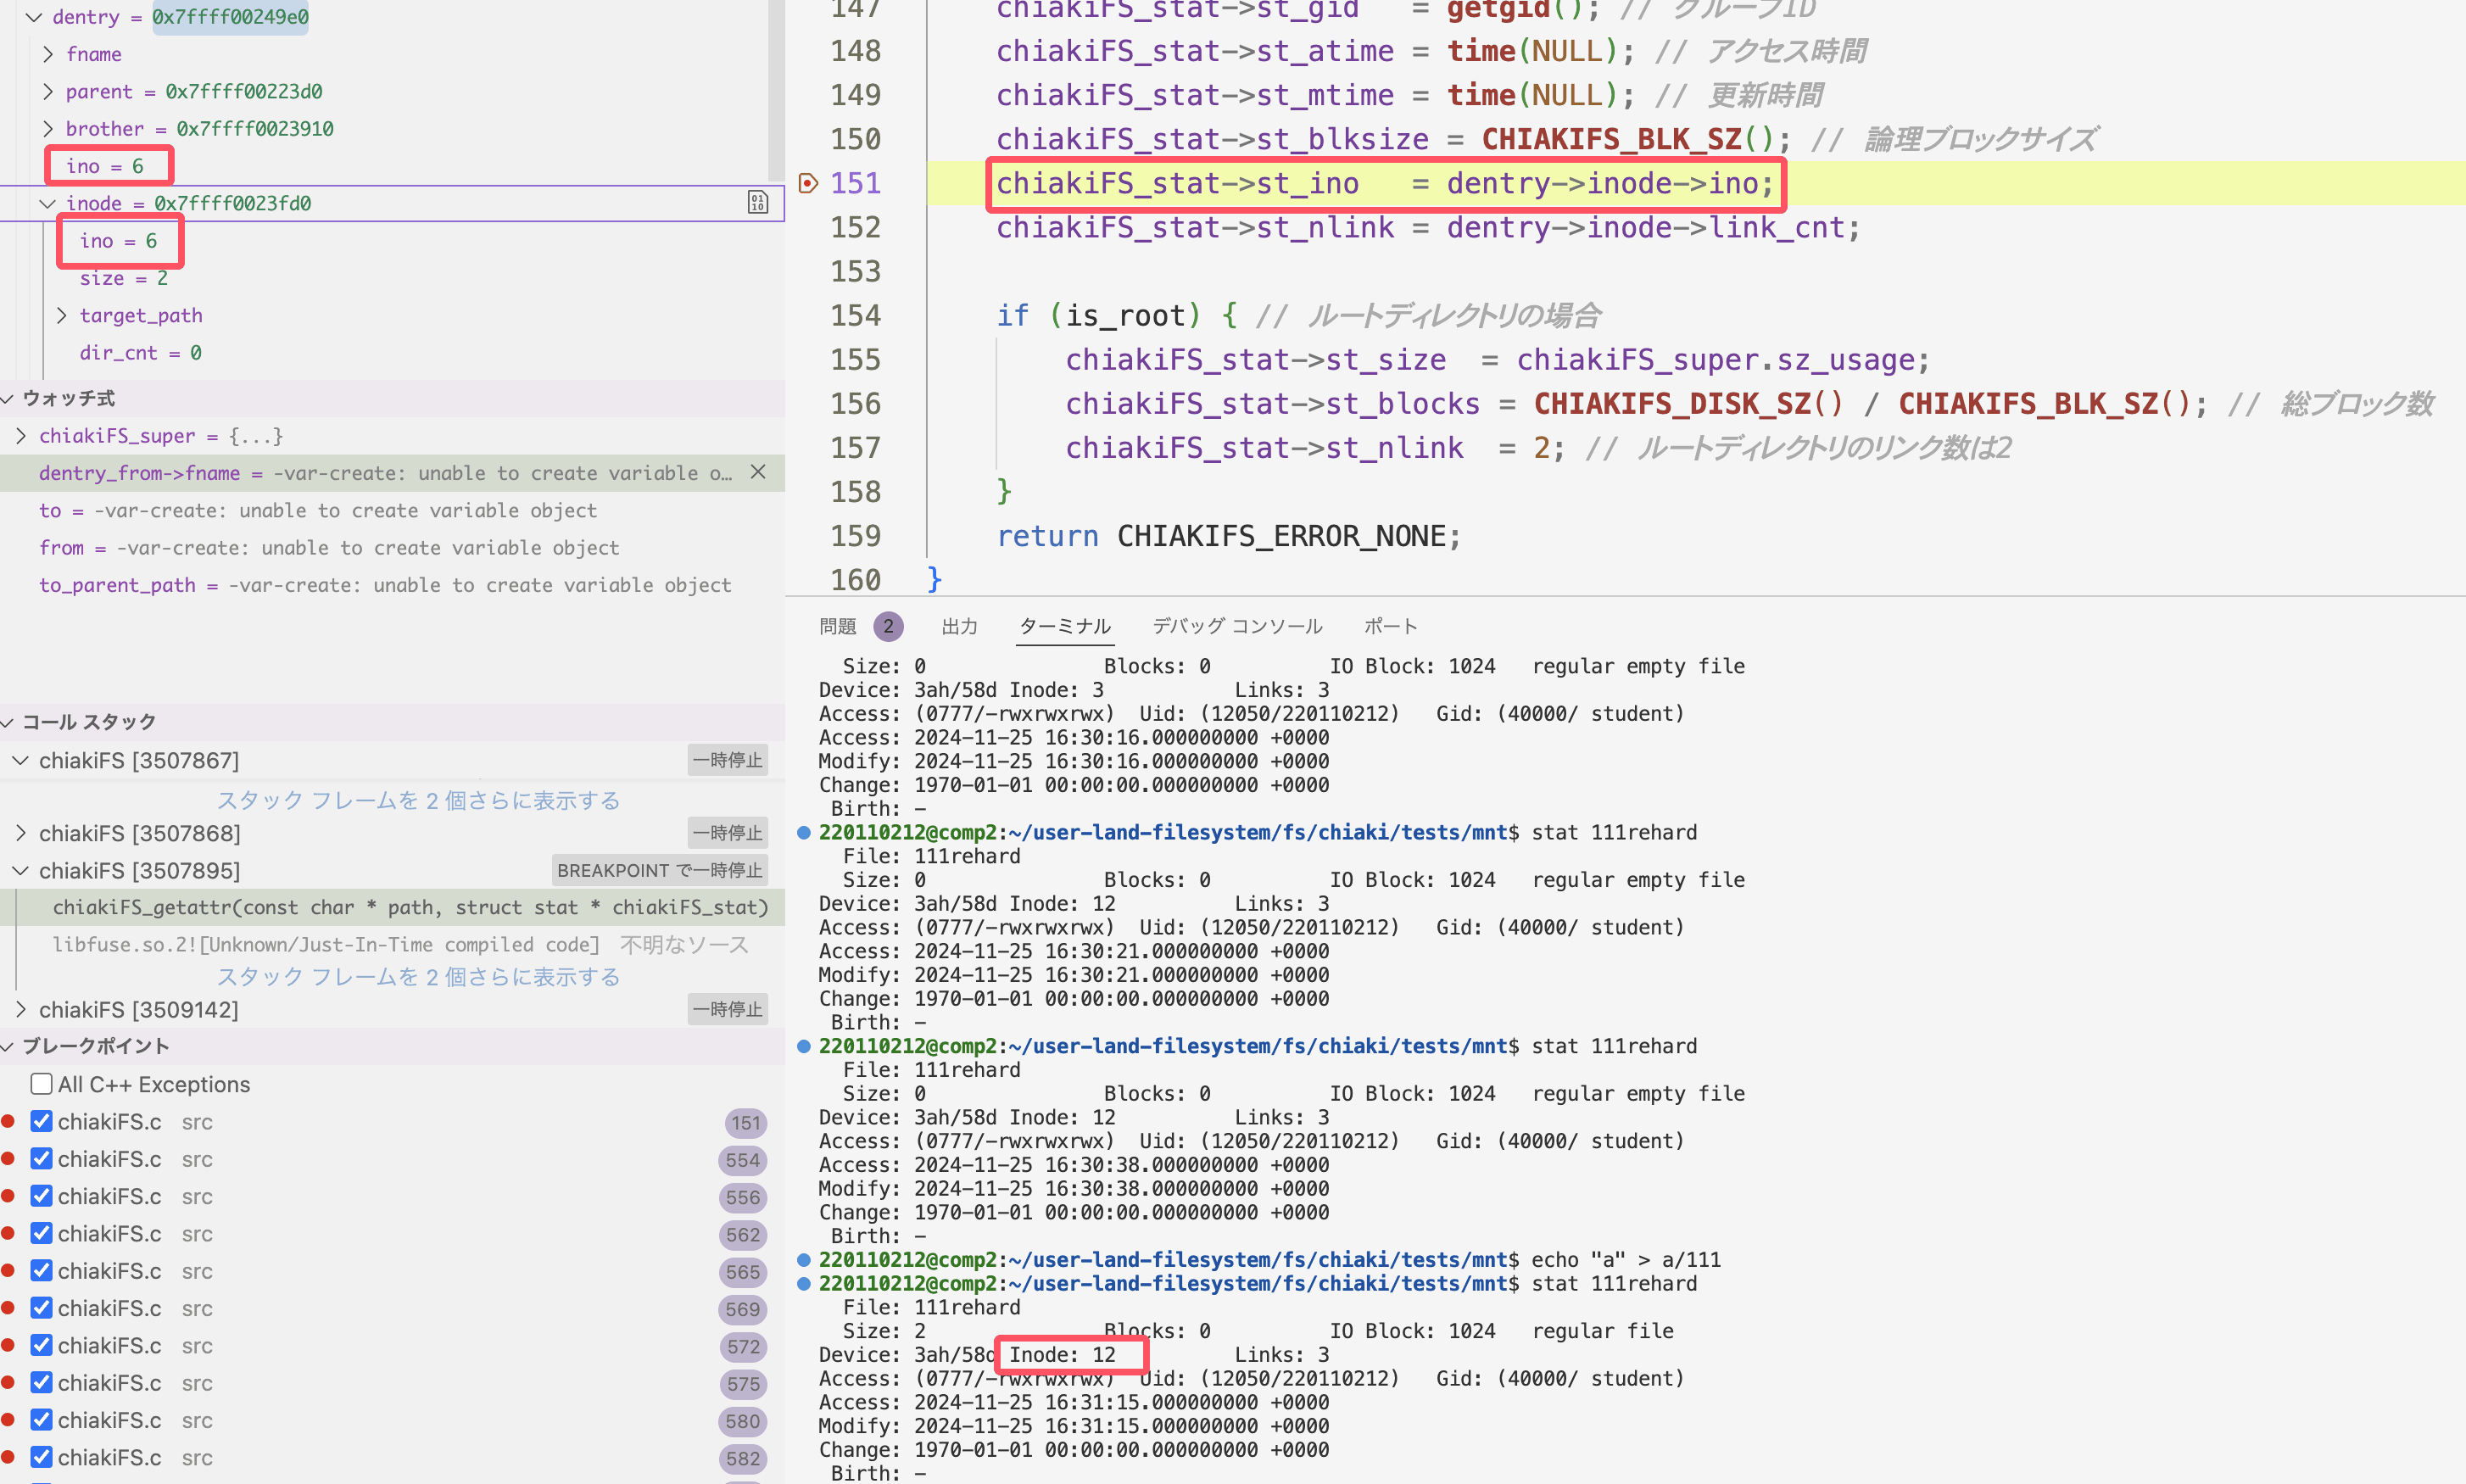 dentry = 0x7ffff00249e0
fname
parent = 0x7ffff00223d0
brother = 0x7ffff0023910
ino = 6
inode = 0x7ffff0023fd0
ino = 6
size = 2
target_path
dir_cnt = 0
ウォッチ式
chiakiFS_super = {...}
dentry_from->fname = -var-create: unable to create variable o…
to = -var-create: unable to create variable object
from = -var-create: unable to create variable object
to_parent_path = -var-create: unable to create variable object
コール スタック
chiakiFS [3507867] 一時停止
スタック フレームを 2 個さらに表示する
chiakiFS [3507868] 一時停止
chiakiFS [3507895] BREAKPOINT で一時停止
chiakiFS_getattr(const char * path, struct stat * chiakiFS_stat)
libfuse.so.2![Unknown/Just-In-Time compiled code] 不明なソース
スタック フレームを 2 個さらに表示する
chiakiFS [3509142] 一時停止
ブレークポイント
All C++ Exceptions
chiakiFS.c src 151
chiakiFS.c src 554
chiakiFS.c src 556
chiakiFS.c src 562
chiakiFS.c src 565
chiakiFS.c src 569
chiakiFS.c src 572
chiakiFS.c src 575
chiakiFS.c src 580
chiakiFS.c src 582
147 chiakiFS_stat->st_gid = getgid(); // グループID
148 chiakiFS_stat->st_atime = time(NULL); // アクセス時間
149 chiakiFS_stat->st_mtime = time(NULL); // 更新時間
150 chiakiFS_stat->st_blksize = CHIAKIFS_BLK_SZ(); // 論理ブロックサイズ
151 chiakiFS_stat->st_ino = dentry->inode->ino;
152 chiakiFS_stat->st_nlink = dentry->inode->link_cnt;
153
154 if (is_root) { // ルートディレクトリの場合
155 chiakiFS_stat->st_size = chiakiFS_super.sz_usage;
156 chiakiFS_stat->st_blocks = CHIAKIFS_DISK_SZ() / CHIAKIFS_BLK_SZ(); // 総ブロック数
157 chiakiFS_stat->st_nlink = 2; // ルートディレクトリのリンク数は2
158 }
159 return CHIAKIFS_ERROR_NONE;
160 }
問題 2 出力 ターミナル デバッグ コンソール ポート
Size: 0 Blocks: 0 IO Block: 1024 regular empty file
Device: 3ah/58d Inode: 3 Links: 3
Access: (0777/-rwxrwxrwx) Uid: (12050/220110212) Gid: (40000/ student)
Access: 2024-11-25 16:30:16.000000000 +0000
Modify: 2024-11-25 16:30:16.000000000 +0000
Change: 1970-01-01 00:00:00.000000000 +0000
Birth: -
220110212@comp2:~/user-land-filesystem/fs/chiaki/tests/mnt$ stat 111rehard
File: 111rehard
Size: 0 Blocks: 0 IO Block: 1024 regular empty file
Device: 3ah/58d Inode: 12 Links: 3
Access: (0777/-rwxrwxrwx) Uid: (12050/220110212) Gid: (40000/ student)
Access: 2024-11-25 16:30:21.000000000 +0000
Modify: 2024-11-25 16:30:21.000000000 +0000
Change: 1970-01-01 00:00:00.000000000 +0000
Birth: -
220110212@comp2:~/user-land-filesystem/fs/chiaki/tests/mnt$ stat 111rehard
File: 111rehard
Size: 0 Blocks: 0 IO Block: 1024 regular empty file
Device: 3ah/58d Inode: 12 Links: 3
Access: (0777/-rwxrwxrwx) Uid: (12050/220110212) Gid: (40000/ student)
Access: 2024-11-25 16:30:38.000000000 +0000
Modify: 2024-11-25 16:30:38.000000000 +0000
Change: 1970-01-01 00:00:00.000000000 +0000
Birth: -
220110212@comp2:~/user-land-filesystem/fs/chiaki/tests/mnt$ echo "a" > a/111
220110212@comp2:~/user-land-filesystem/fs/chiaki/tests/mnt$ stat 111rehard
File: 111rehard
Size: 2 Blocks: 0 IO Block: 1024 regular file
Device: 3ah/58d Inode: 12 Links: 3
Access: (0777/-rwxrwxrwx) Uid: (12050/220110212) Gid: (40000/ student)
Access: 2024-11-25 16:31:15.000000000 +0000
Modify: 2024-11-25 16:31:15.000000000 +0000
Change: 1970-01-01 00:00:00.000000000 +0000
Birth: -